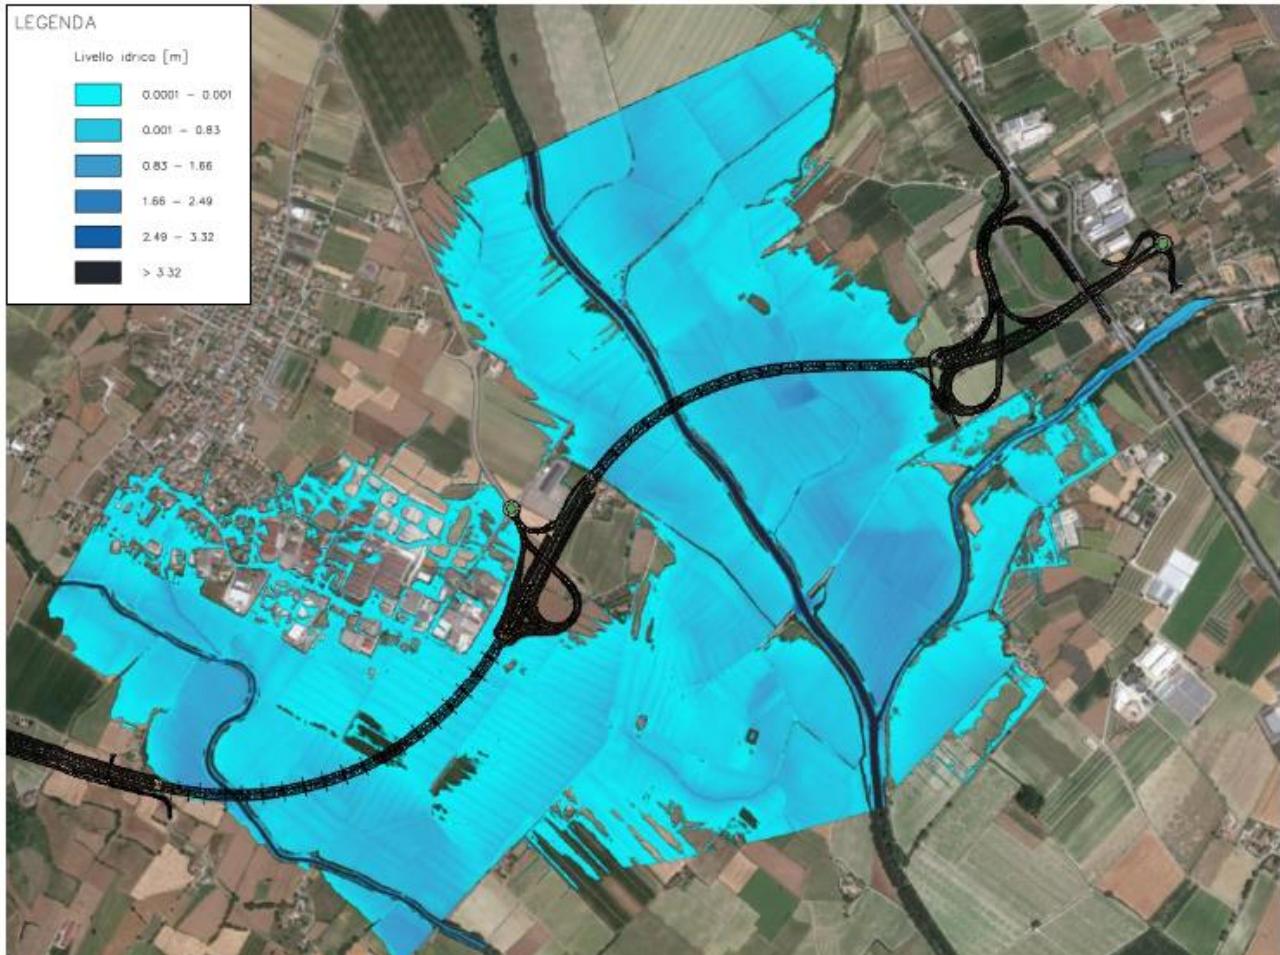 LEGENDA
Livello idrico [m]
0.0001 - 0.001
0.001 - 0.83
0.83 - 1.66
1.66 - 2.49
2.49 - 3.32
> 3.32